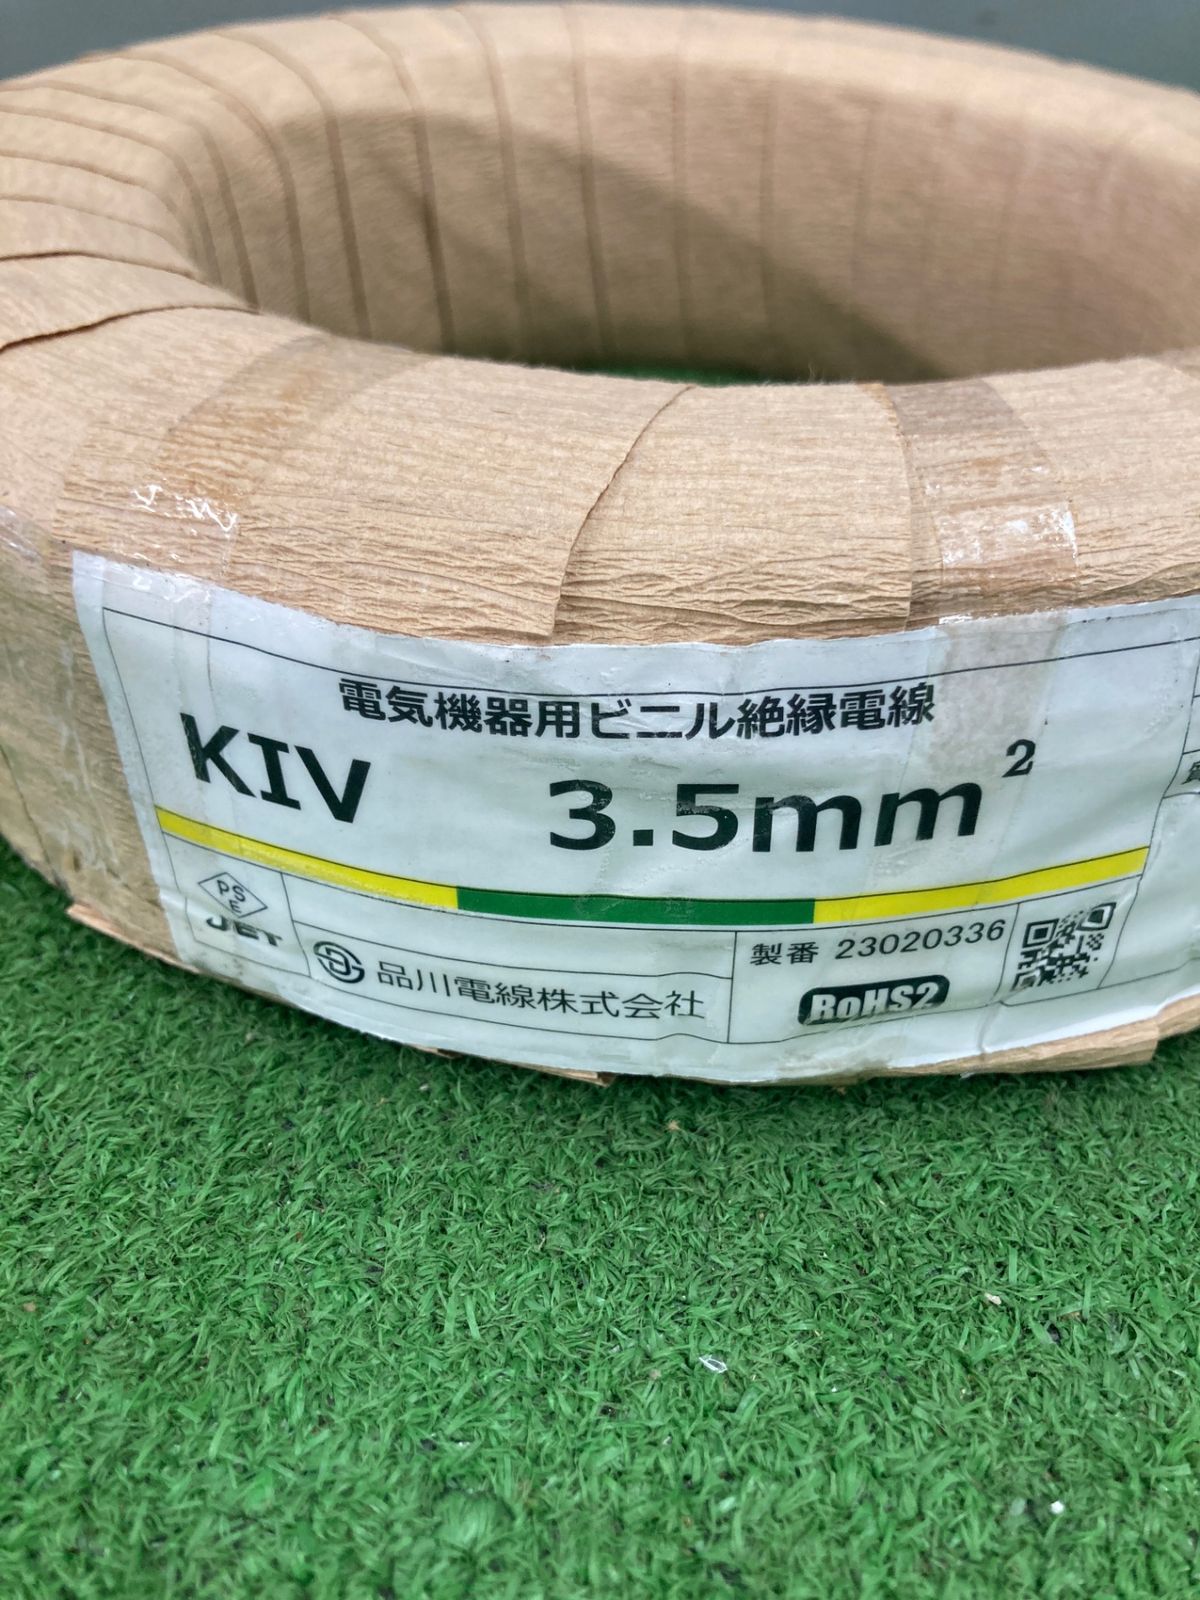 電気機器用ビニル絶縁電線
KIV 3.5mm²
PSE
JET
品川電線株式会社
製番 23020336
RoHS2